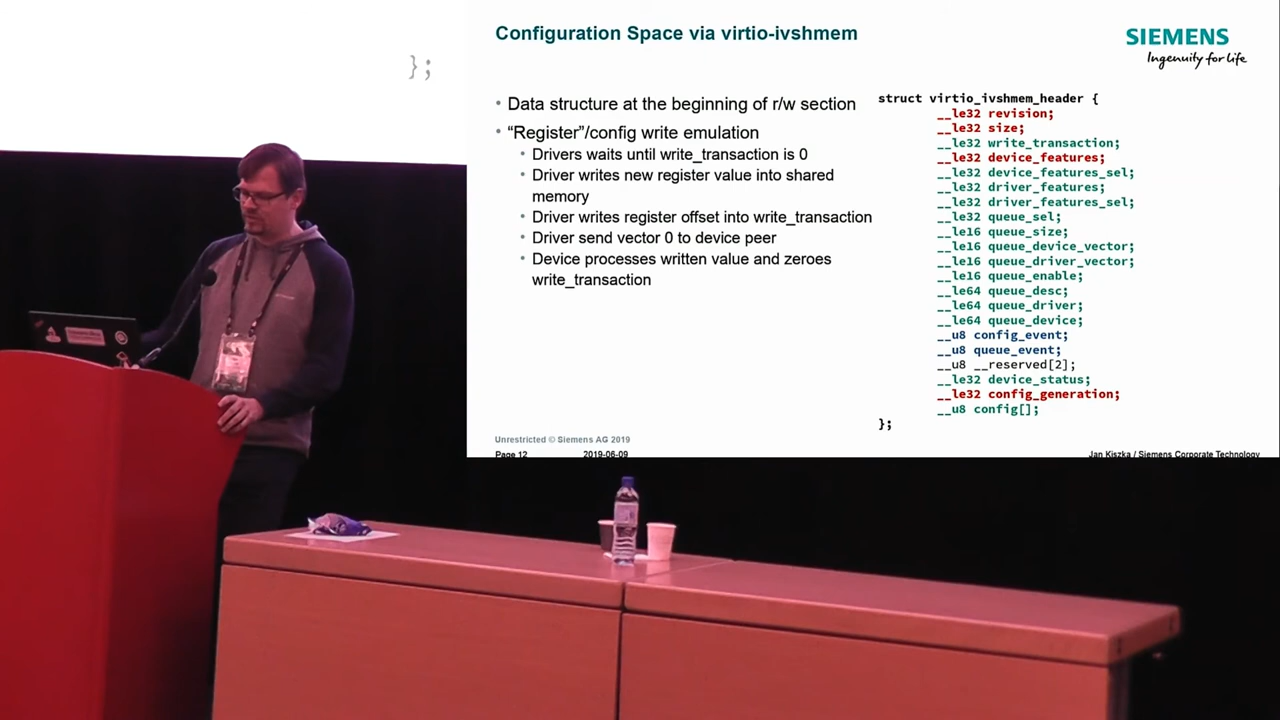 };
Configuration Space via virtio-ivshmem
SIEMENS
Ingenuity for life
• Data structure at the beginning of r/w section
• “Register”/config write emulation
• Drivers waits until write_transaction is 0
• Driver writes new register value into shared
memory
• Driver writes register offset into write_transaction
• Driver send vector 0 to device peer
• Device processes written value and zeroes
write_transaction
struct virtio_ivshmem_header {
__le32 revision;
__le32 size;
__le32 write_transaction;
__le32 device_features;
__le32 device_features_sel;
__le32 driver_features;
__le32 driver_features_sel;
__le32 queue_sel;
__le16 queue_size;
__le16 queue_device_vector;
__le16 queue_driver_vector;
__le16 queue_enable;
__le64 queue_desc;
__le64 queue_driver;
__le64 queue_device;
__u8 config_event;
__u8 queue_event;
__u8 __reserved[2];
__le32 device_status;
__le32 config_generation;
__u8 config[];
};
Unrestricted © Siemens AG 2019
Page 12 2019-06-09 Jan Kiszka / Siemens Corporate Technology